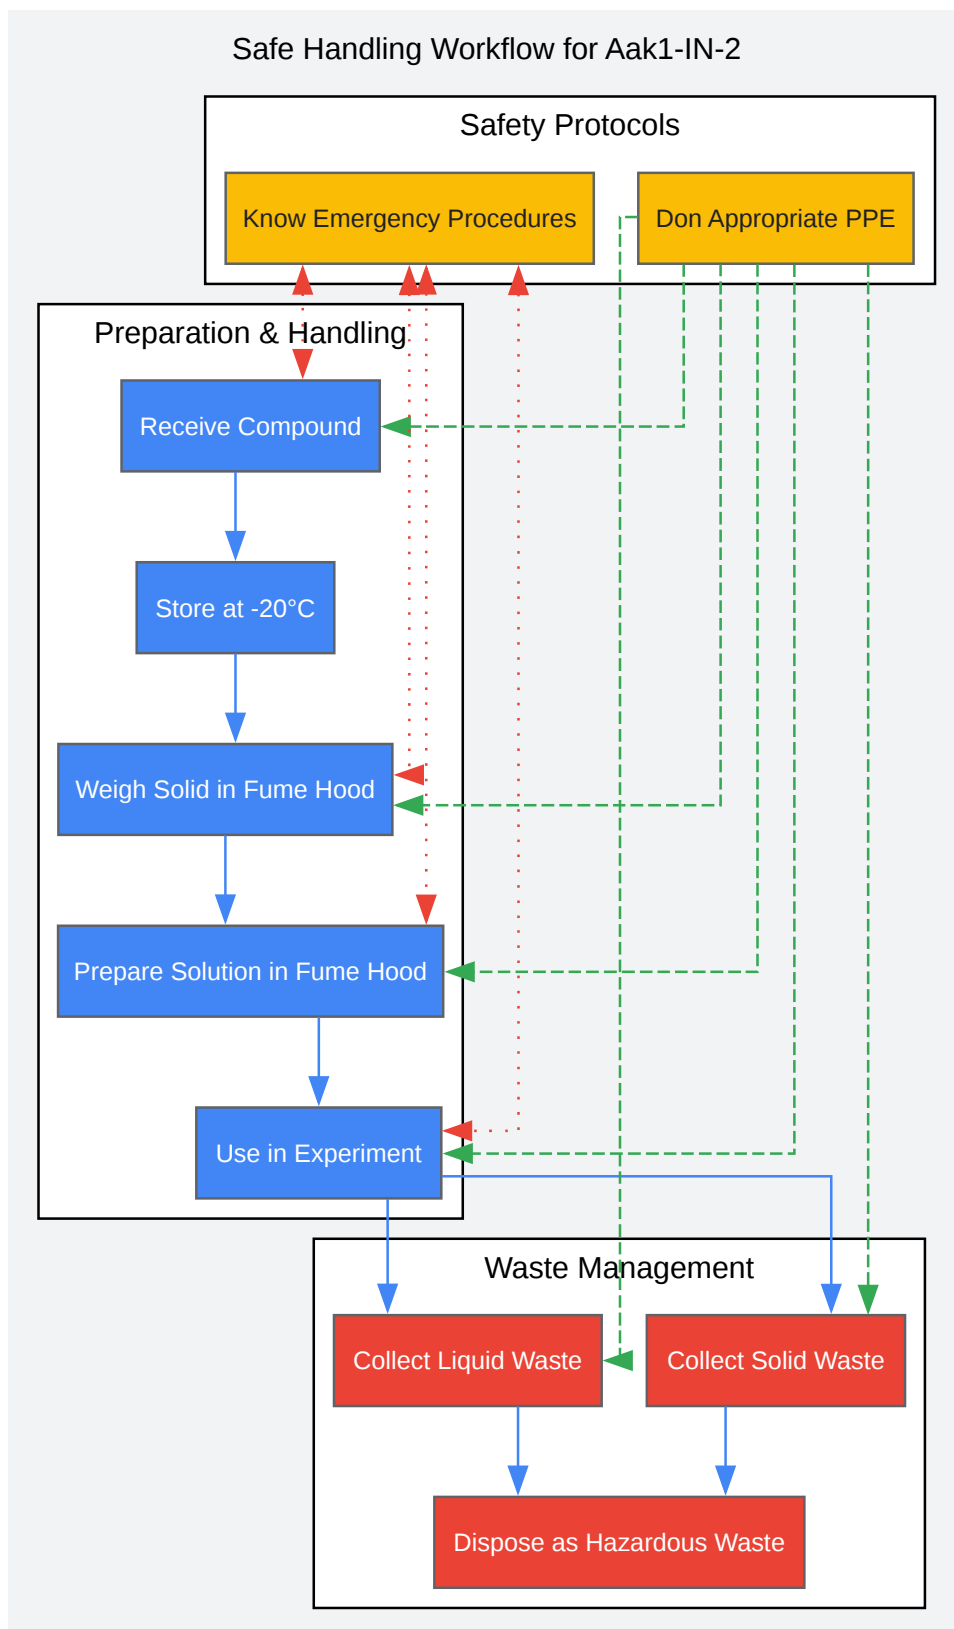 Safe Handling Workflow for Aak1-IN-2
Safety Protocols
Know Emergency Procedures
Don Appropriate PPE
Preparation & Handling
Receive Compound
Store at -20°C
Weigh Solid in Fume Hood
Prepare Solution in Fume Hood
Use in Experiment
Waste Management
Collect Liquid Waste
Collect Solid Waste
Dispose as Hazardous Waste